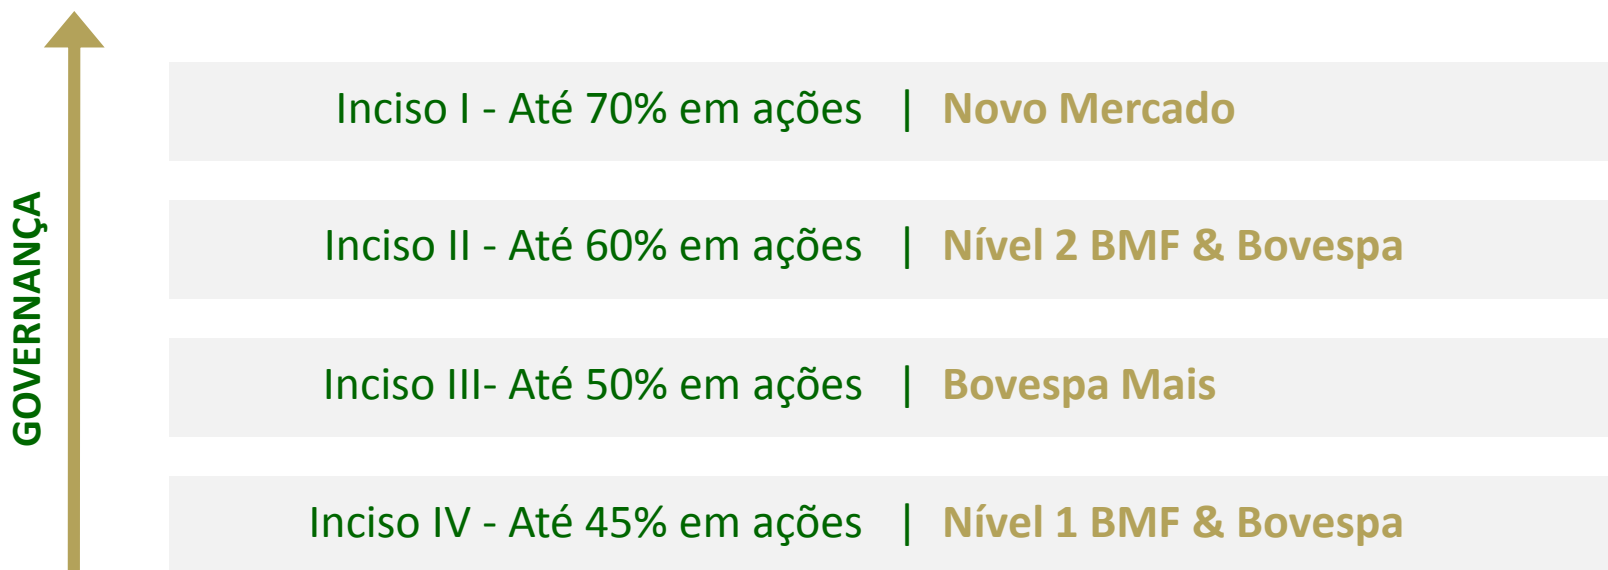 GOVERNANÇA
Inciso I - Até 70% em ações | Novo Mercado
Inciso II - Até 60% em ações | Nível 2 BMF & Bovespa
Inciso III- Até 50% em ações | Bovespa Mais
Inciso IV - Até 45% em ações | Nível 1 BMF & Bovespa